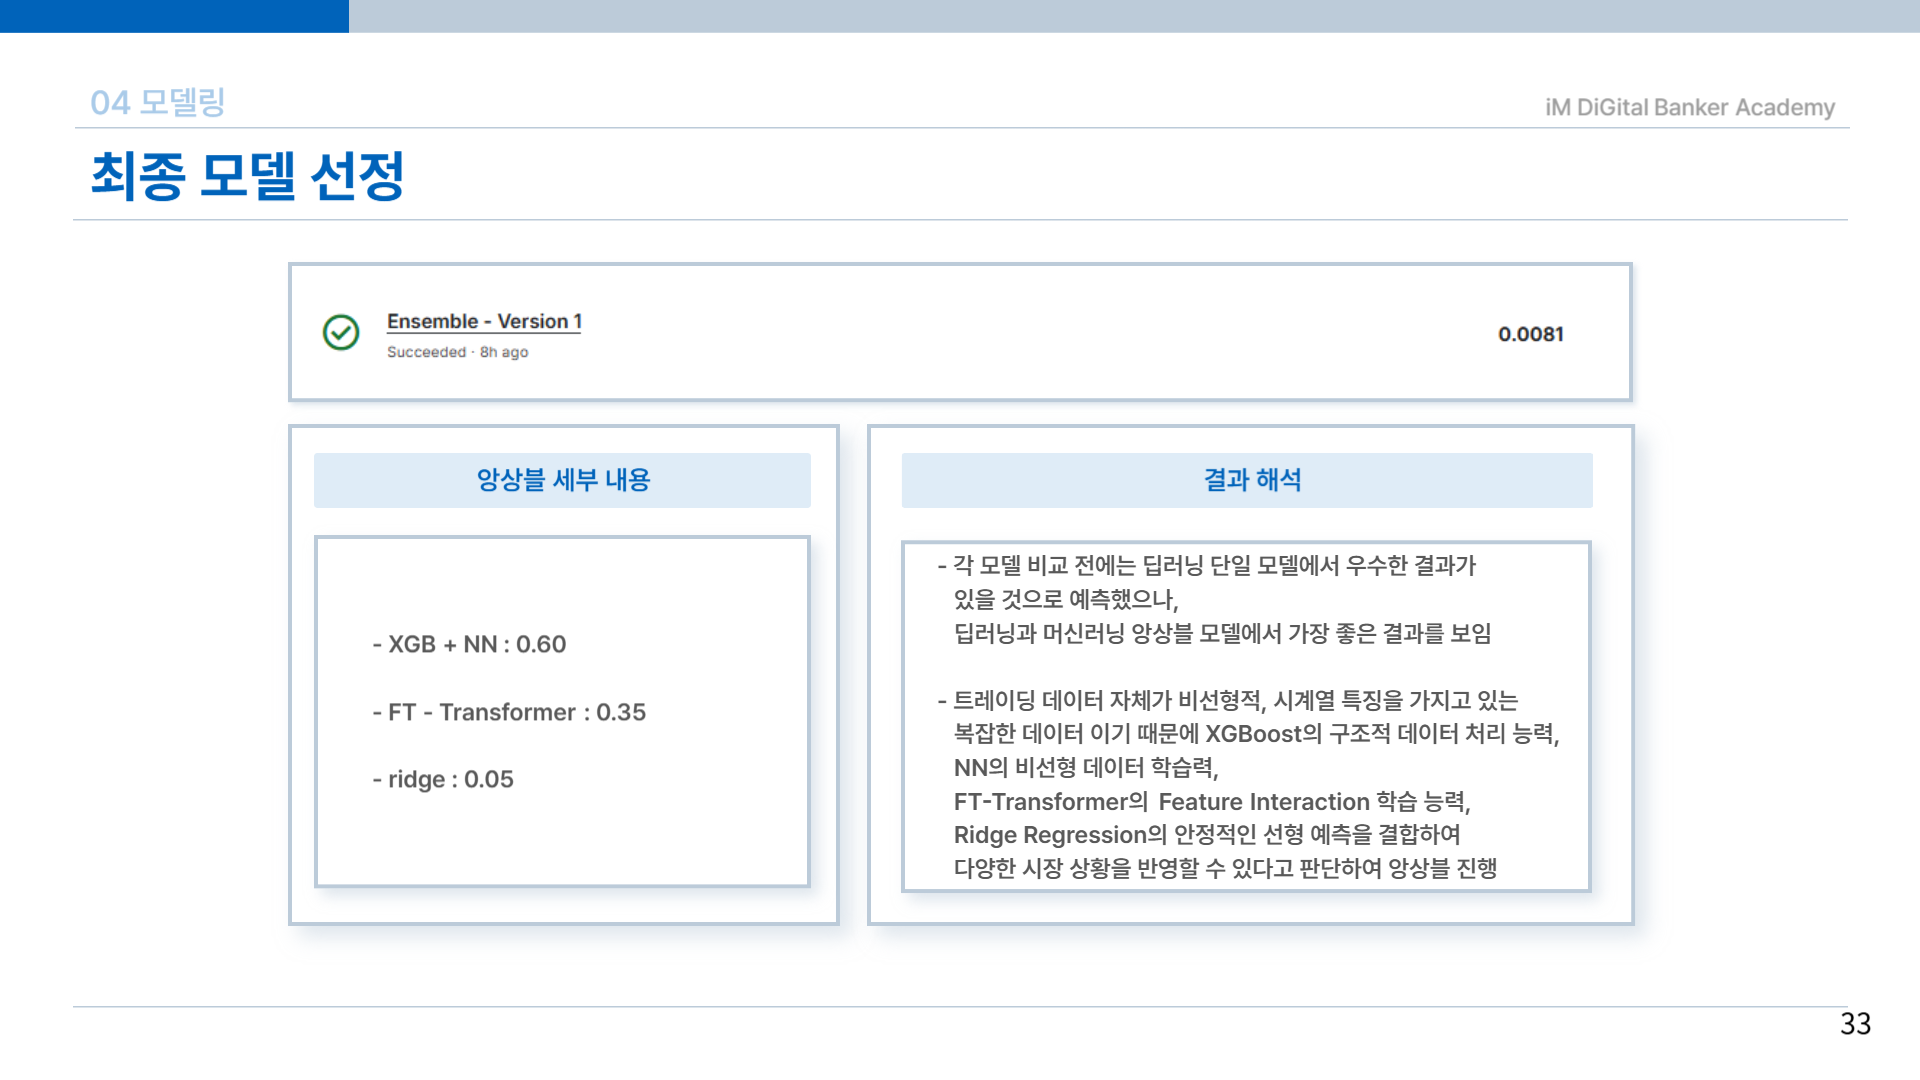 04 모델링
iM DiGital Banker Academy
최종 모델 선정
Ensemble - Version 1
Succeeded · 8h ago
0.0081
앙상블 세부 내용
- XGB + NN : 0.60
- FT - Transformer : 0.35
- ridge : 0.05
결과 해석
- 각 모델 비교 전에는 딥러닝 단일 모델에서 우수한 결과가
있을 것으로 예측했으나,
딥러닝과 머신러닝 앙상블 모델에서 가장 좋은 결과를 보임
- 트레이딩 데이터 자체가 비선형적, 시계열 특징을 가지고 있는
복잡한 데이터 이기 때문에 XGBoost의 구조적 데이터 처리 능력,
NN의 비선형 데이터 학습력,
FT-Transformer의 Feature Interaction 학습 능력,
Ridge Regression의 안정적인 선형 예측을 결합하여
다양한 시장 상황을 반영할 수 있다고 판단하여 앙상블 진행
33